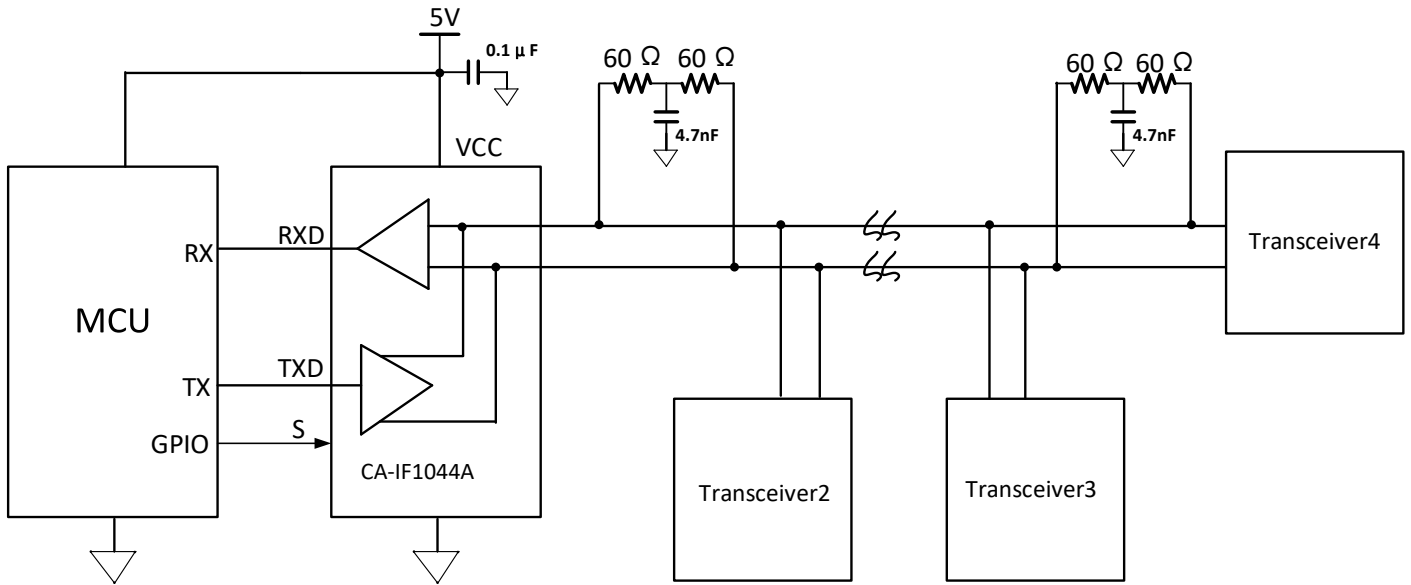 5V
0.1 μ F
60 Ω 60 Ω
4.7nF
60 Ω 60 Ω
4.7nF
VCC
RXD
RX
MCU
TXD
TX
S
GPIO
CA-IF1044A
Transceiver2
Transceiver3
Transceiver4